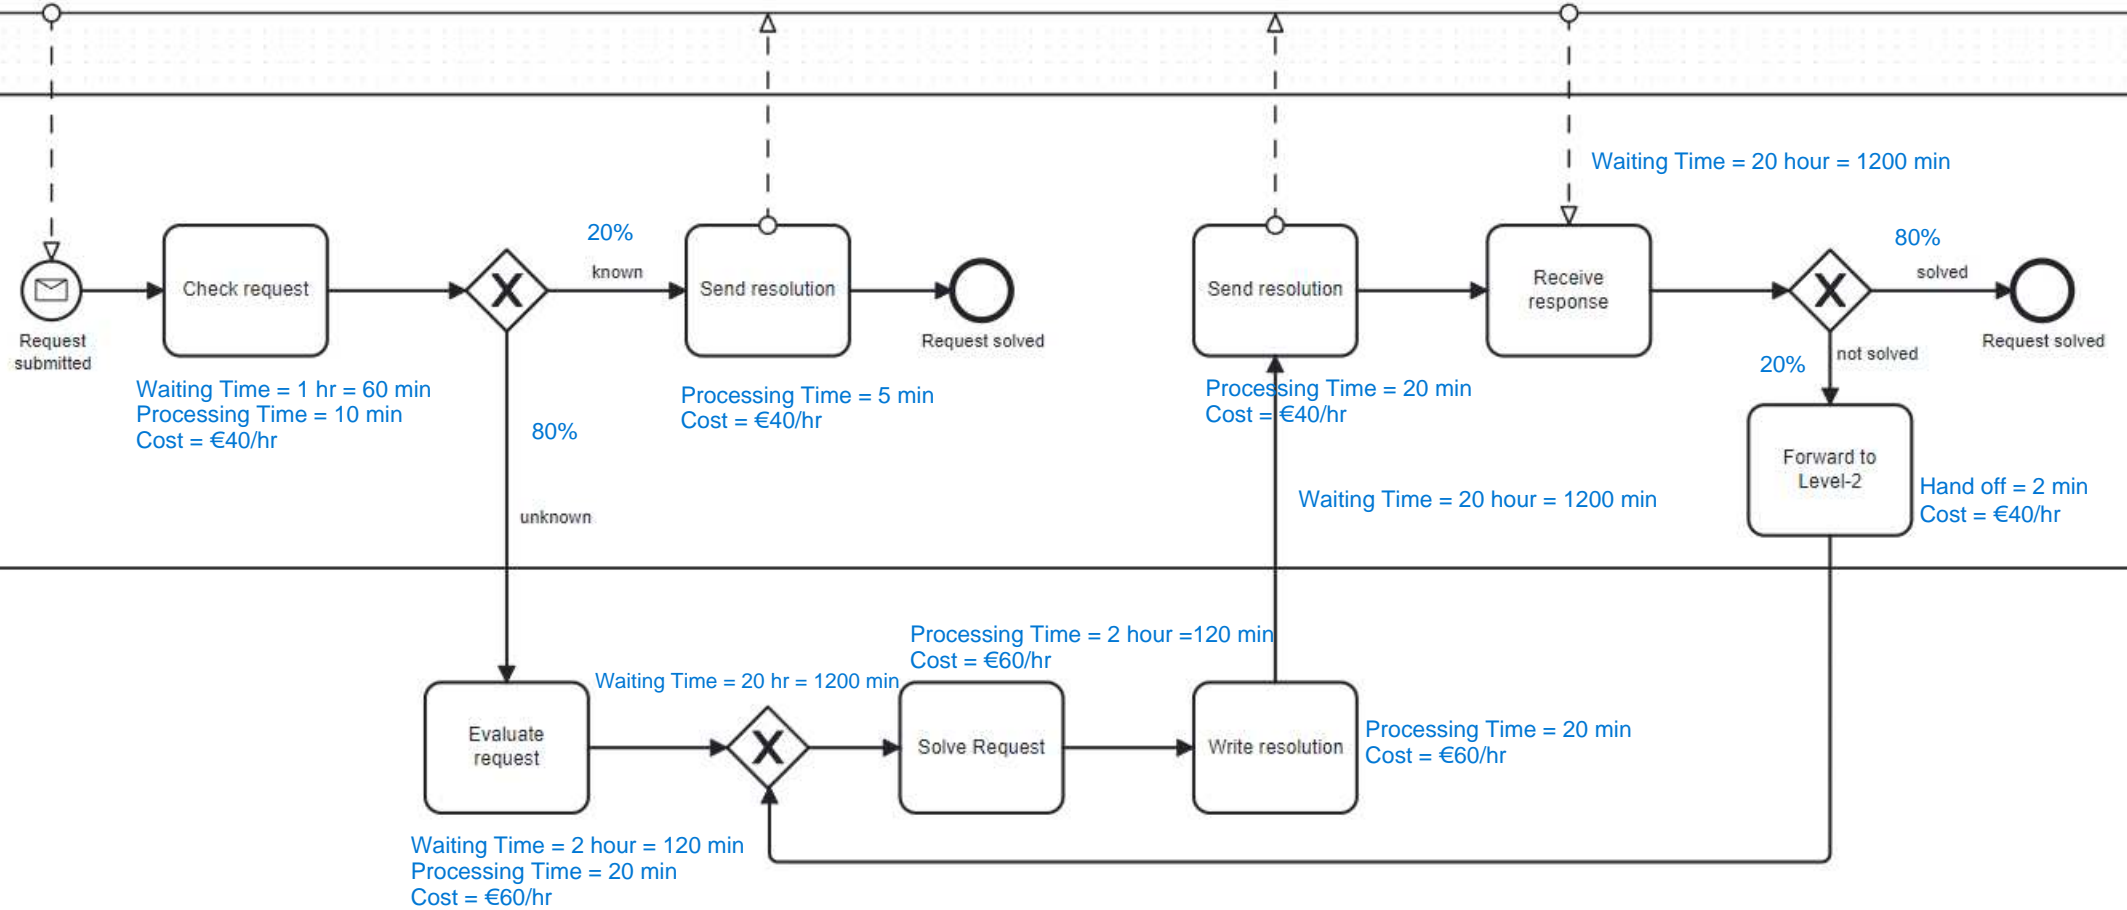 Waiting Time = 20 hour = 1200 min
Request
submitted
Check request
Waiting Time = 1 hr = 60 min
Processing Time = 10 min
Cost = €40/hr
X
20%
known
80%
unknown
Send resolution
Processing Time = 5 min
Cost = €40/hr
Request solved
Send resolution
Processing Time = 20 min
Cost = €40/hr
Waiting Time = 20 hour = 1200 min
Receive
response
X
80%
solved
Request solved
20%
not solved
Forward to
Level-2
Hand off = 2 min
Cost = €40/hr
Evaluate
request
Waiting Time = 2 hour = 120 min
Processing Time = 20 min
Cost = €60/hr
Waiting Time = 20 hr = 1200 min
X
Processing Time = 2 hour =120 min
Cost = €60/hr
Solve Request
Write resolution
Processing Time = 20 min
Cost = €60/hr